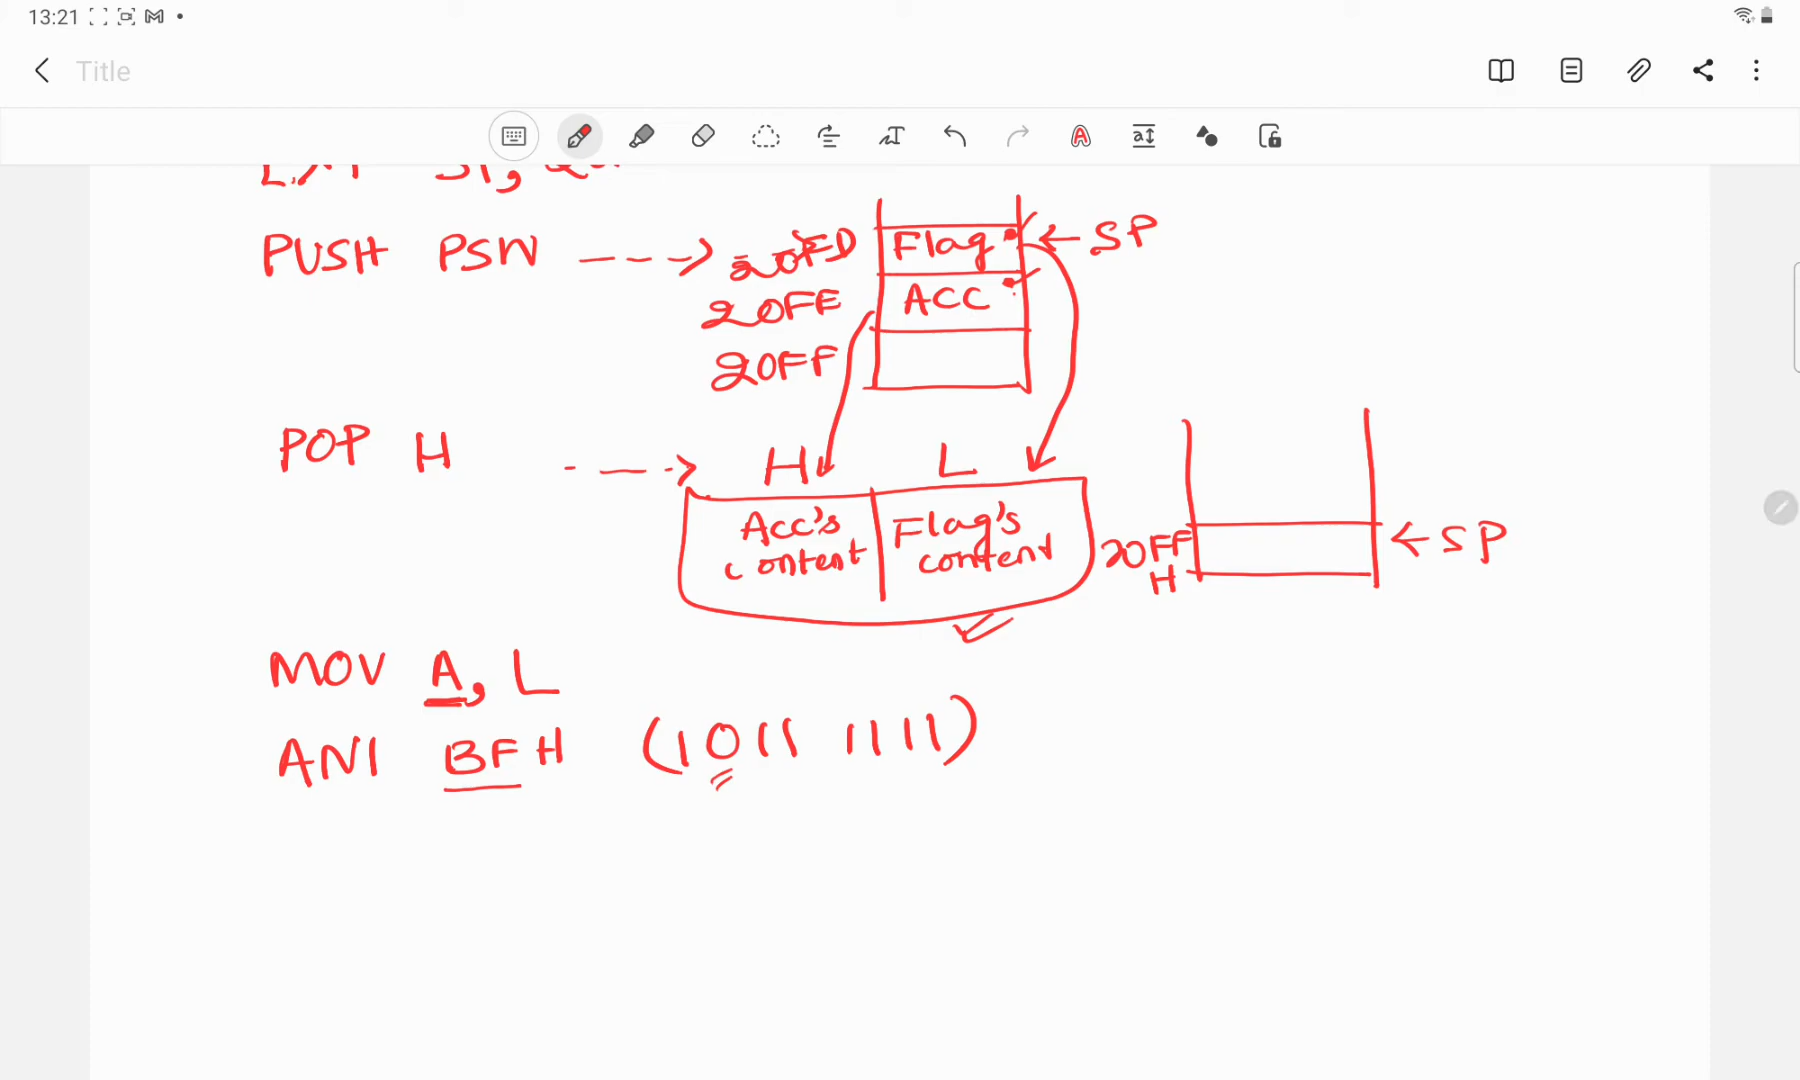 13:21
Title
PUSH PSW ---> 20FD Flag ← SP
20FE ACC
20FF
POP H ---> H L
Acc's content Flag's content
20FF H ← SP
MOV A, L
ANI BFH (1011 1111)